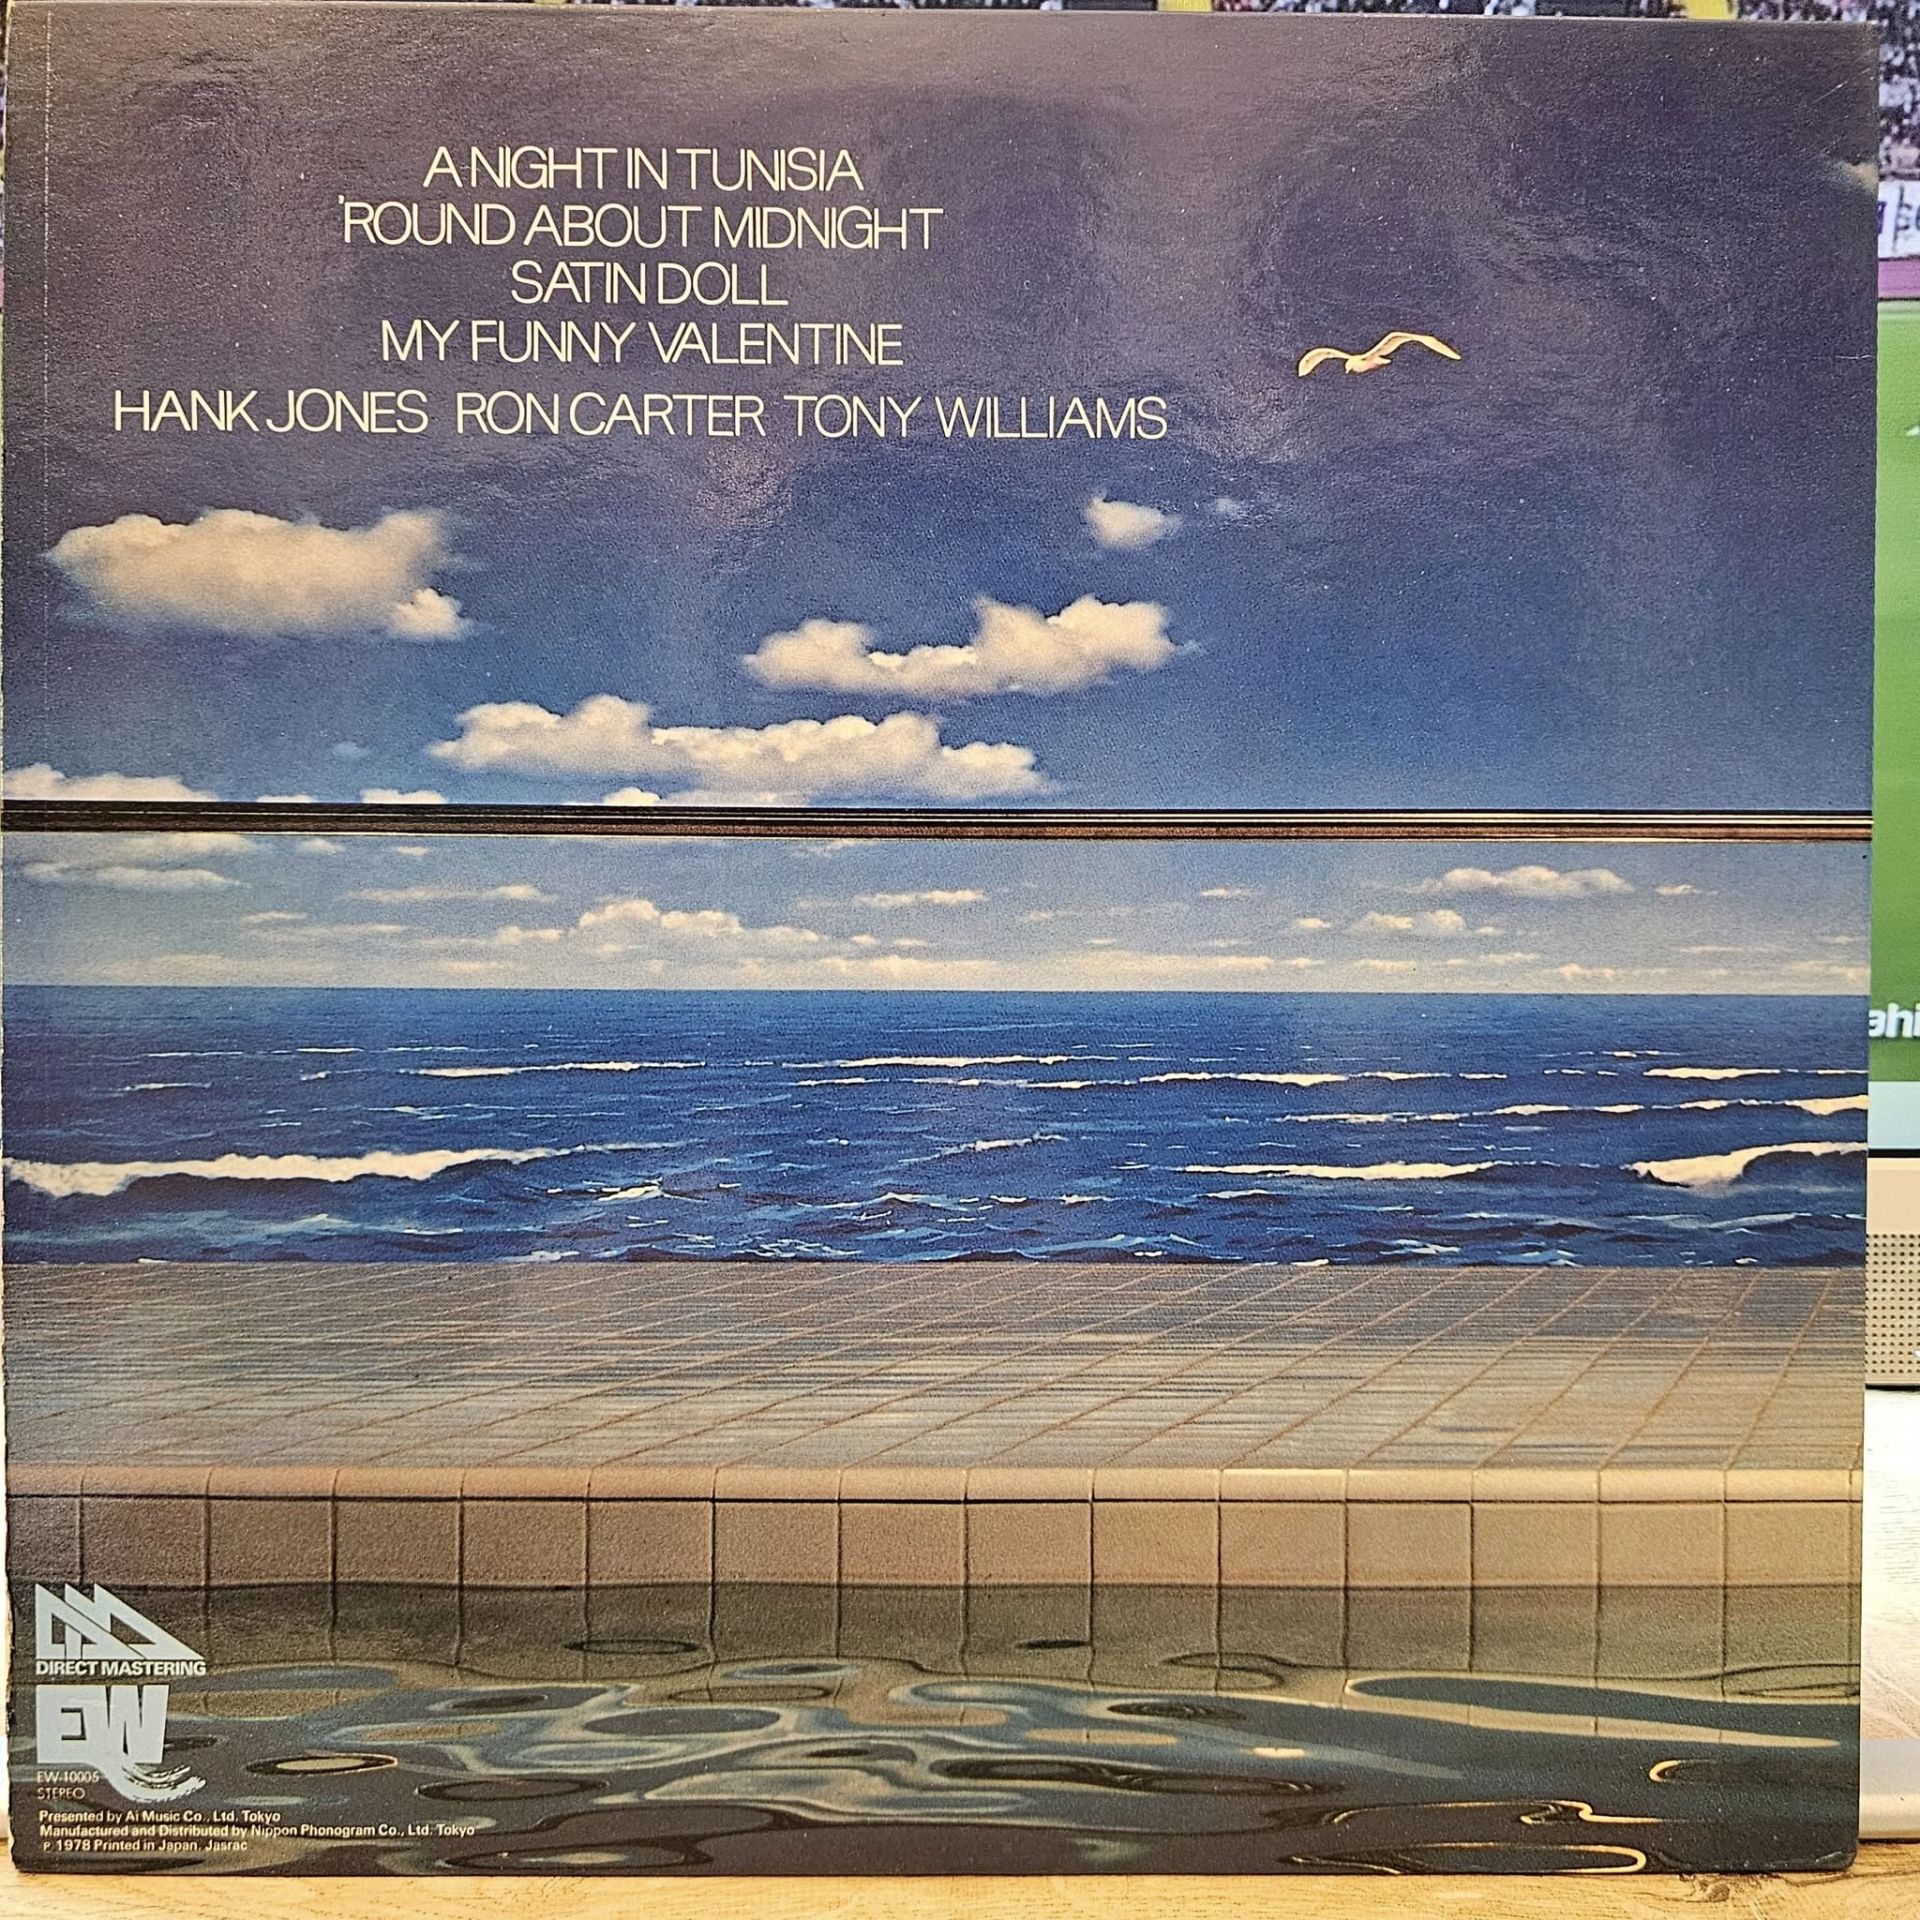 A NIGHT IN TUNISIA
'ROUND ABOUT MIDNIGHT
SATIN DOLL
MY FUNNY VALENTINE
HANK JONES RON CARTER TONY WILLIAMS
DIRECT MASTERING
EW
EW-10005
STEREO
Presented by Ai Music Co., Ltd. Tokyo
Manufactured and Distributed by Nippon Phonogram Co., Ltd. Tokyo
℗ 1978 Printed in Japan, Jasrac
ahi